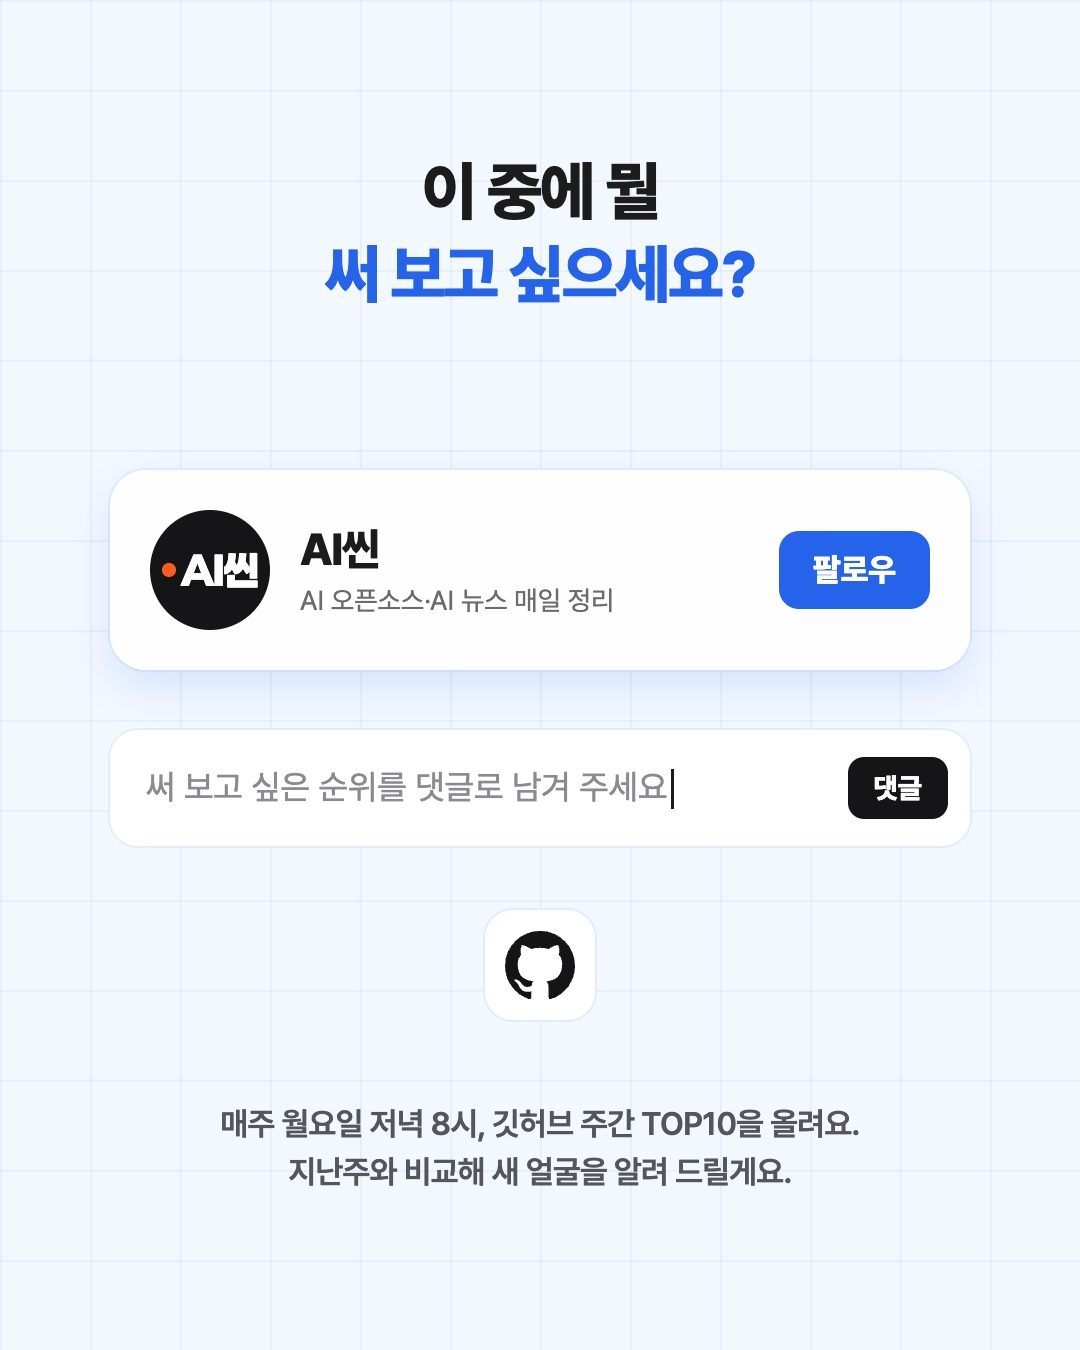 이 중에 뭘
써 보고 싶으세요?
AI씬
AI씬
AI 오픈소스·AI 뉴스 매일 정리
팔로우
써 보고 싶은 순위를 댓글로 남겨 주세요
댓글
매주 월요일 저녁 8시, 깃허브 주간 TOP10을 올려요.
지난주와 비교해 새 얼굴을 알려 드릴게요.